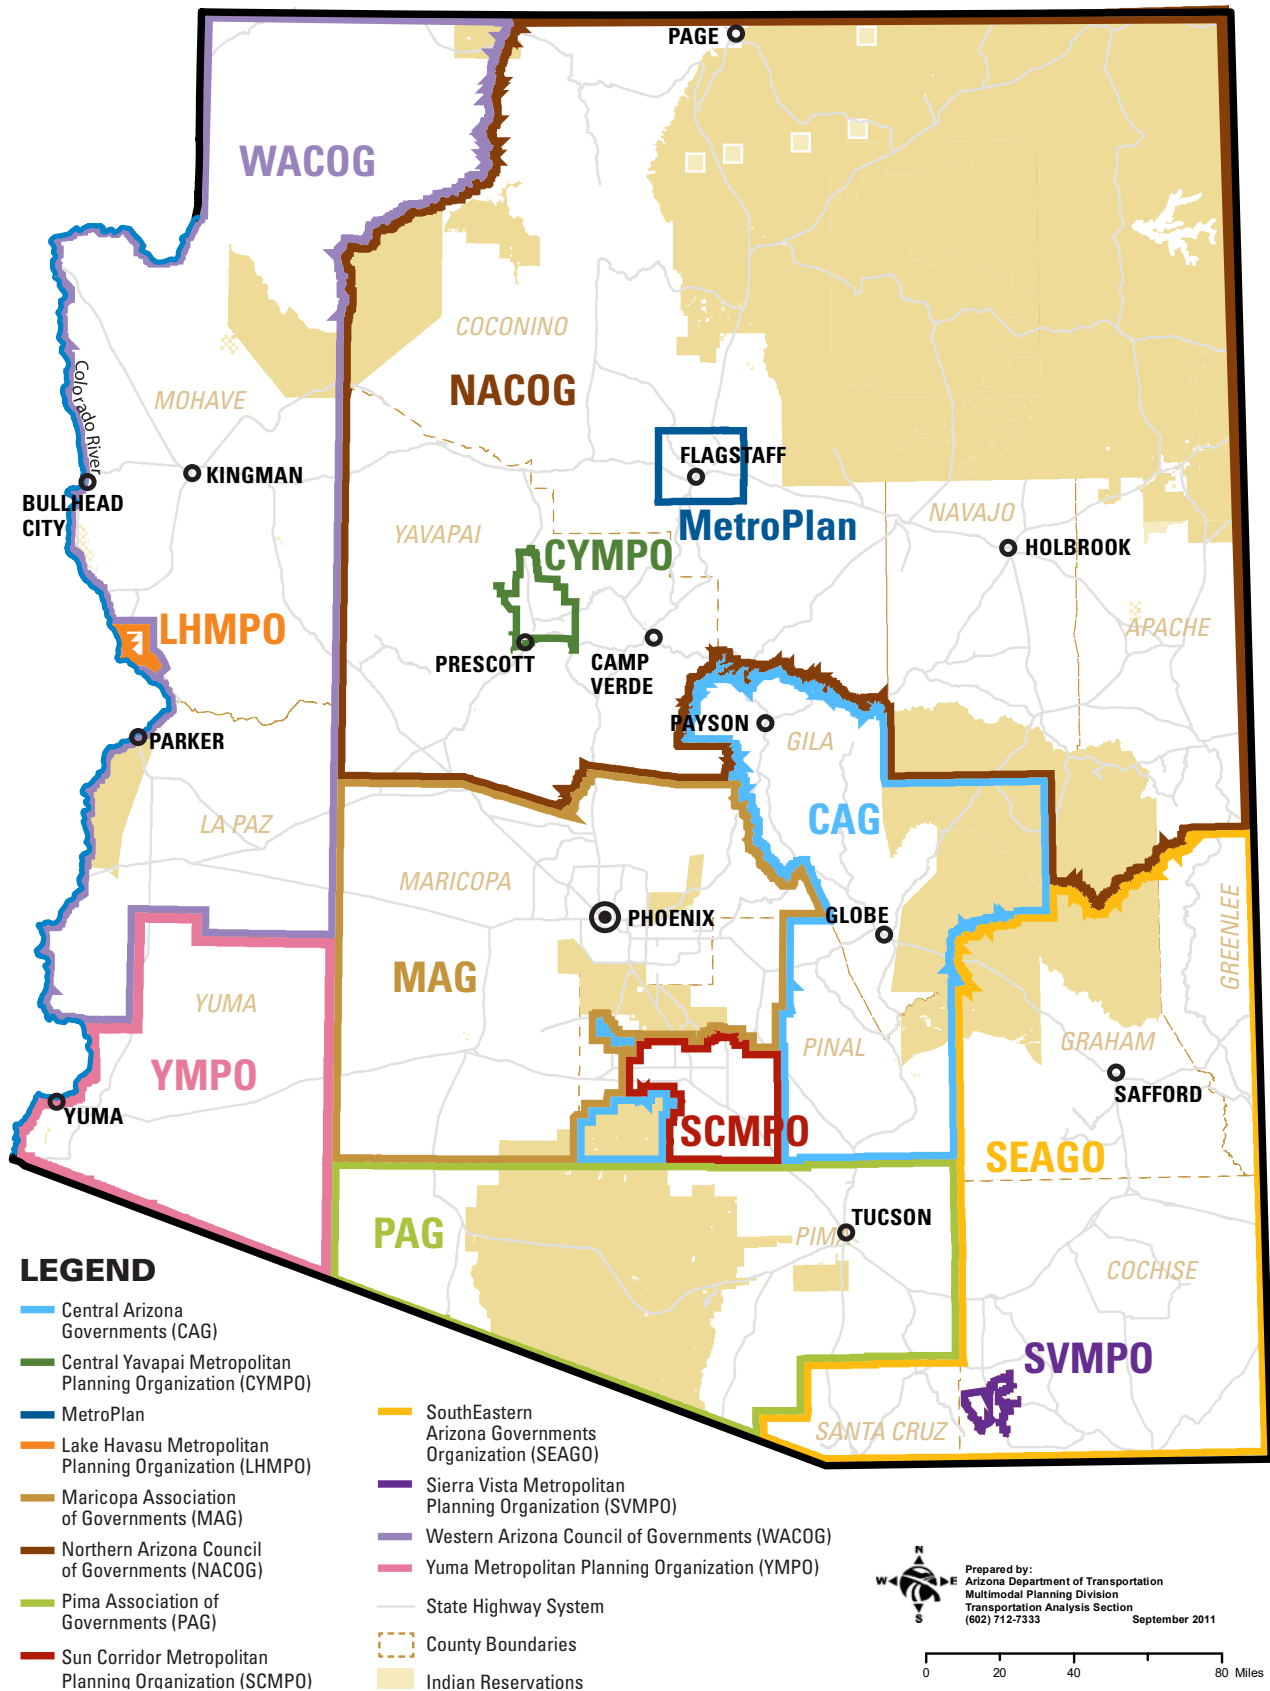 PAGE
WACOG
COCONINO
NACOG
MOHAVE
Colorado River
FLAGSTAFF
KINGMAN
BULLHEAD
CITY
NAVAJO
MetroPlan
YAVAPAI
CYMPO
HOLBROOK
LHMPO
APACHE
PRESCOTT
CAMP
VERDE
PAYSON
GILA
PARKER
CAG
LA PAZ
MARICOPA
PHOENIX
GLOBE
GREENLEE
MAG
YUMA
PINAL
GRAHAM
YMPO
SAFFORD
YUMA
SCMPO
SEAGO
PAG
TUCSON
PIMA
COCHISE
SVMPO
SANTA CRUZ
LEGEND
Central Arizona
Governments (CAG)
Central Yavapai Metropolitan
Planning Organization (CYMPO)
MetroPlan
Lake Havasu Metropolitan
Planning Organization (LHMPO)
Maricopa Association
of Governments (MAG)
Northern Arizona Council
of Governments (NACOG)
Pima Association of
Governments (PAG)
Sun Corridor Metropolitan
Planning Organization (SCMPO)
SouthEastern
Arizona Governments
Organization (SEAGO)
Sierra Vista Metropolitan
Planning Organization (SVMPO)
Western Arizona Council of Governments (WACOG)
Yuma Metropolitan Planning Organization (YMPO)
State Highway System
County Boundaries
Indian Reservations
N
W E
S
Prepared by:
Arizona Department of Transportation
Multimodal Planning Division
Transportation Analysis Section
(602) 712-7333 September 2011
0 20 40 80 Miles